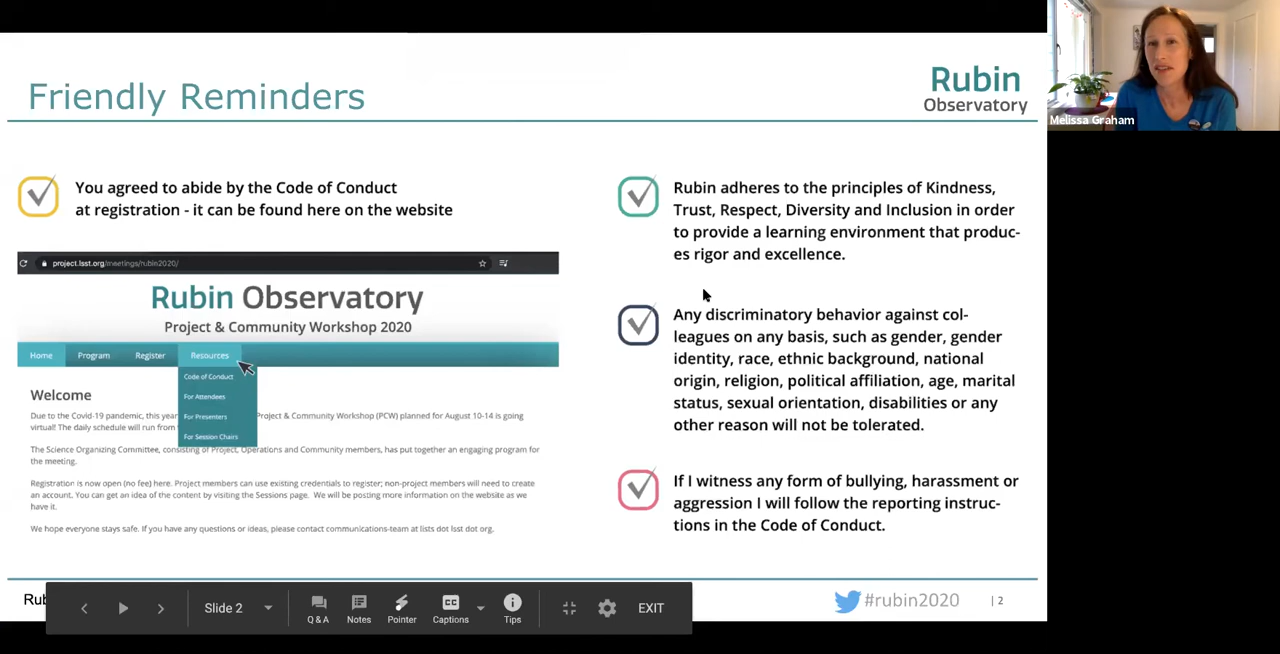 Friendly Reminders
Rubin
Observatory
Melissa Graham
You agreed to abide by the Code of Conduct
at registration - it can be found here on the website
project.lsst.org/meetings/rubin2020/
Rubin Observatory
Project & Community Workshop 2020
Home Program Register Resources
Code of Conduct
For Attendees
For Presenters
For Session Chairs
Welcome
Due to the Covid-19 pandemic, this year Project & Community Workshop (PCW) planned for August 10-14 is going
virtual! The daily schedule will run from
The Science Organizing Committee, consisting of Project, Operations and Community members, has put together an engaging program for
the meeting.
Registration is now open (no fee) here. Project members can use existing credentials to register; non-project members will need to create
an account. You can get an idea of the content by visiting the Sessions page. We will be posting more information on the website as we
have it.
We hope everyone stays safe. If you have any questions or ideas, please contact communications-team at lists dot lsst dot org.
Rubin adheres to the principles of Kindness,
Trust, Respect, Diversity and Inclusion in order
to provide a learning environment that produc-
es rigor and excellence.
Any discriminatory behavior against col-
leagues on any basis, such as gender, gender
identity, race, ethnic background, national
origin, religion, political affiliation, age, marital
status, sexual orientation, disabilities or any
other reason will not be tolerated.
If I witness any form of bullying, harassment or
aggression I will follow the reporting instruc-
tions in the Code of Conduct.
Slide 2
Q & A Notes Pointer Captions Tips
EXIT
#rubin2020 | 2